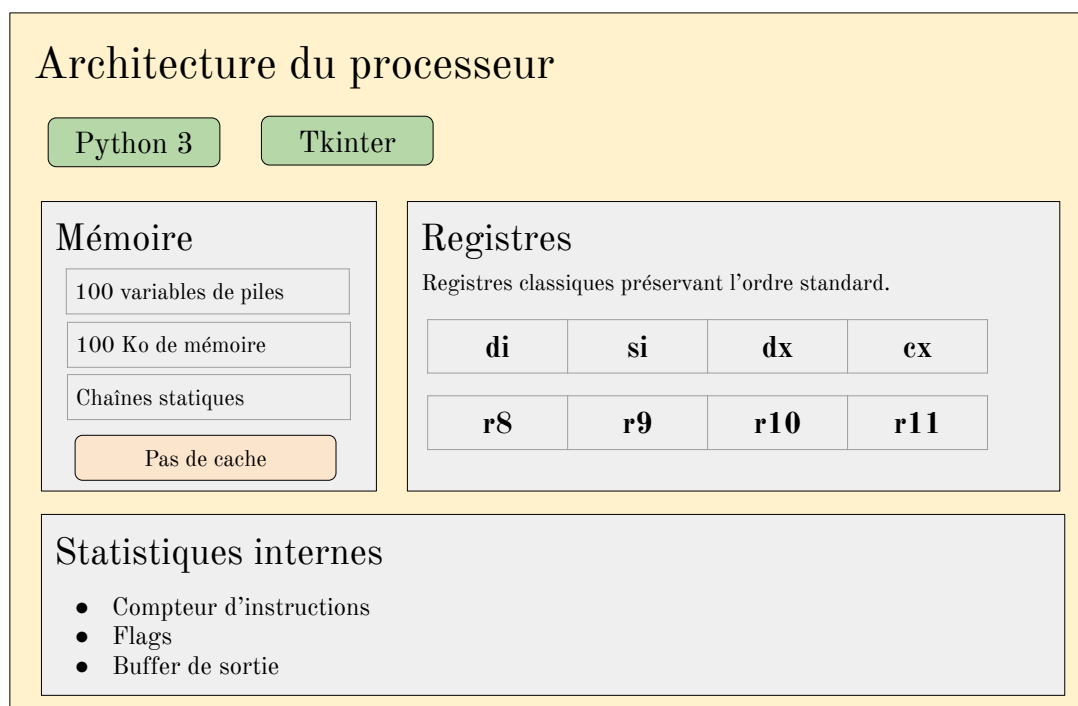 Architecture du processeur
Python 3
Tkinter
Mémoire
100 variables de piles
100 Ko de mémoire
Chaînes statiques
Pas de cache
Registres
Registres classiques préservant l’ordre standard.
di si dx cx
r8 r9 r10 r11
Statistiques internes
● Compteur d’instructions
● Flags
● Buffer de sortie